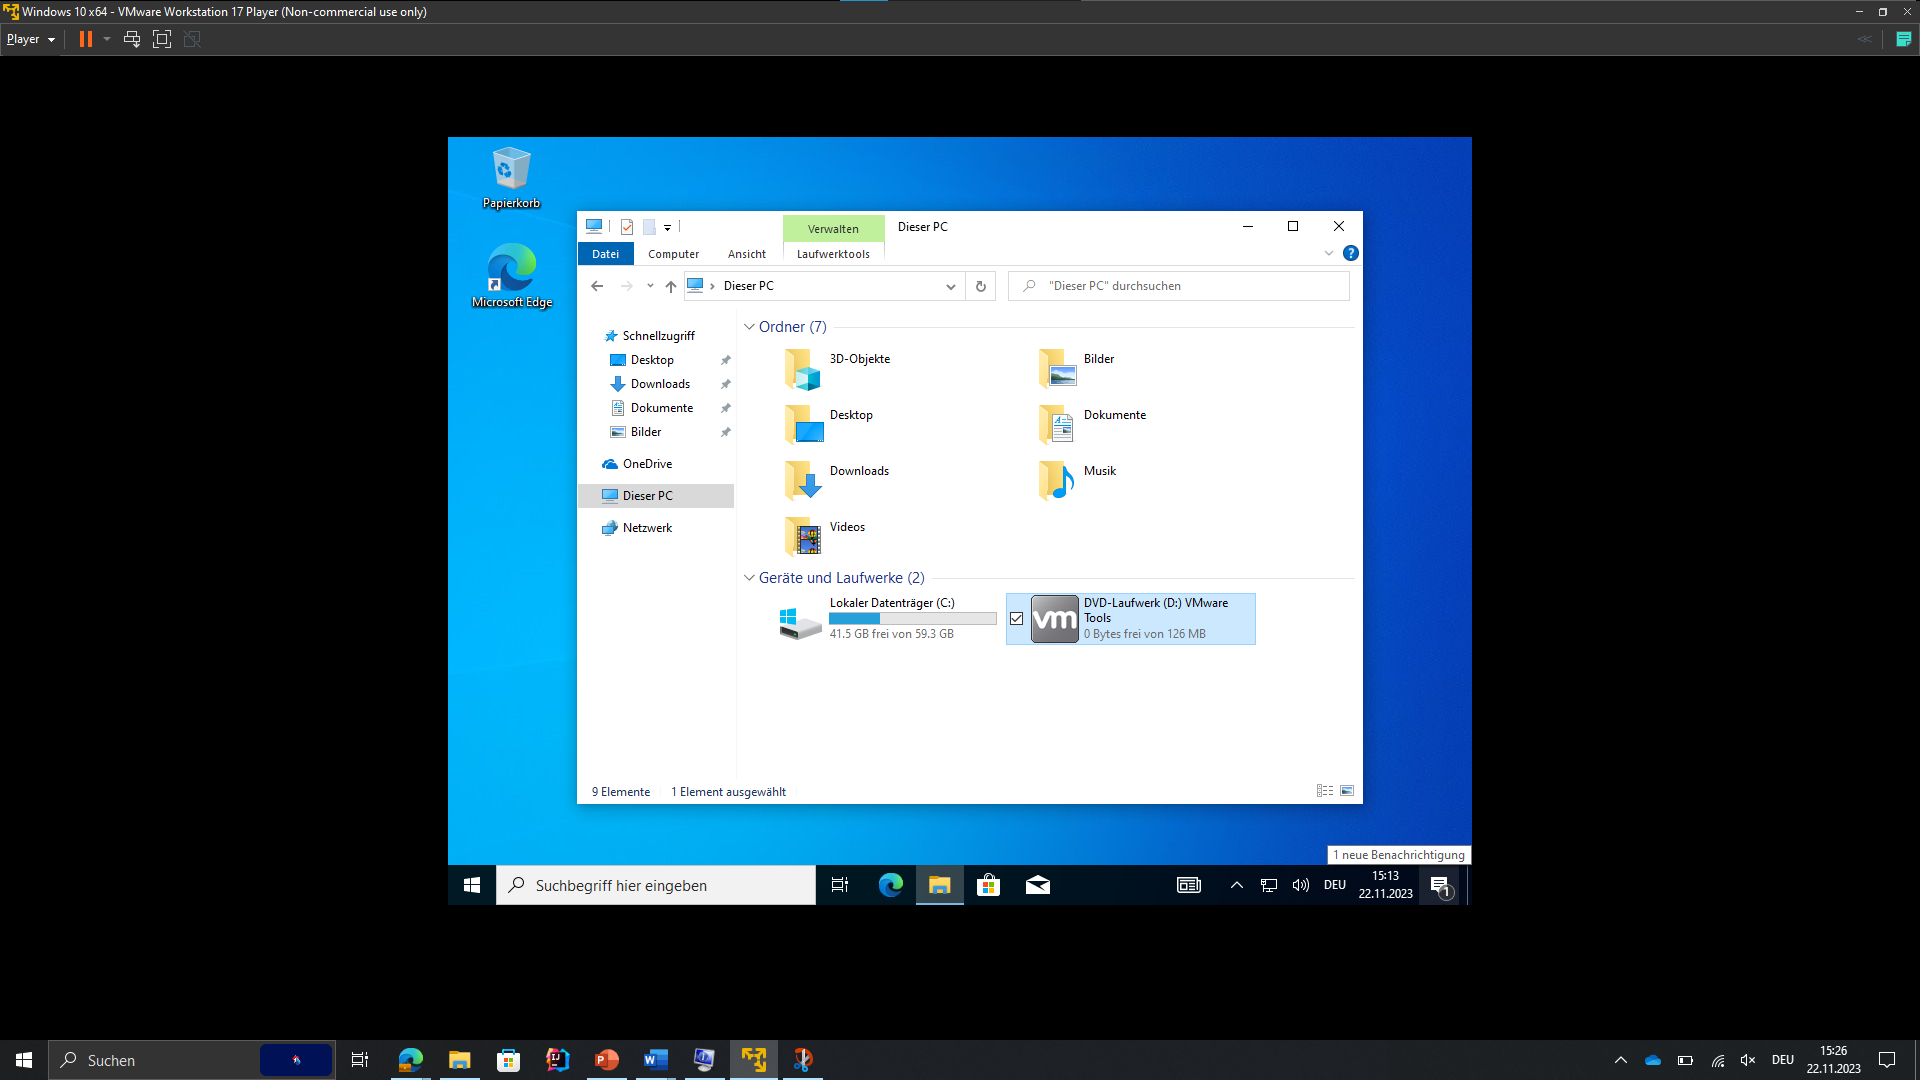 Windows 10 x64 - VMware Workstation 17 Player (Non-commercial use only)
Player
Papierkorb
Microsoft Edge
Verwalten
Dieser PC
Datei
Computer
Ansicht
Laufwerktools
Dieser PC
"Dieser PC" durchsuchen
Schnellzugriff
Desktop
Downloads
Dokumente
Bilder
OneDrive
Dieser PC
Netzwerk
Ordner (7)
3D-Objekte
Bilder
Desktop
Dokumente
Downloads
Musik
Videos
Geräte und Laufwerke (2)
Lokaler Datenträger (C:)
41.5 GB frei von 59.3 GB
vm
DVD-Laufwerk (D:) VMware
Tools
0 Bytes frei von 126 MB
9 Elemente
1 Element ausgewählt
1 neue Benachrichtigung
Suchbegriff hier eingeben
DEU
15:13
22.11.2023
1
Suchen
DEU
15:26
22.11.2023